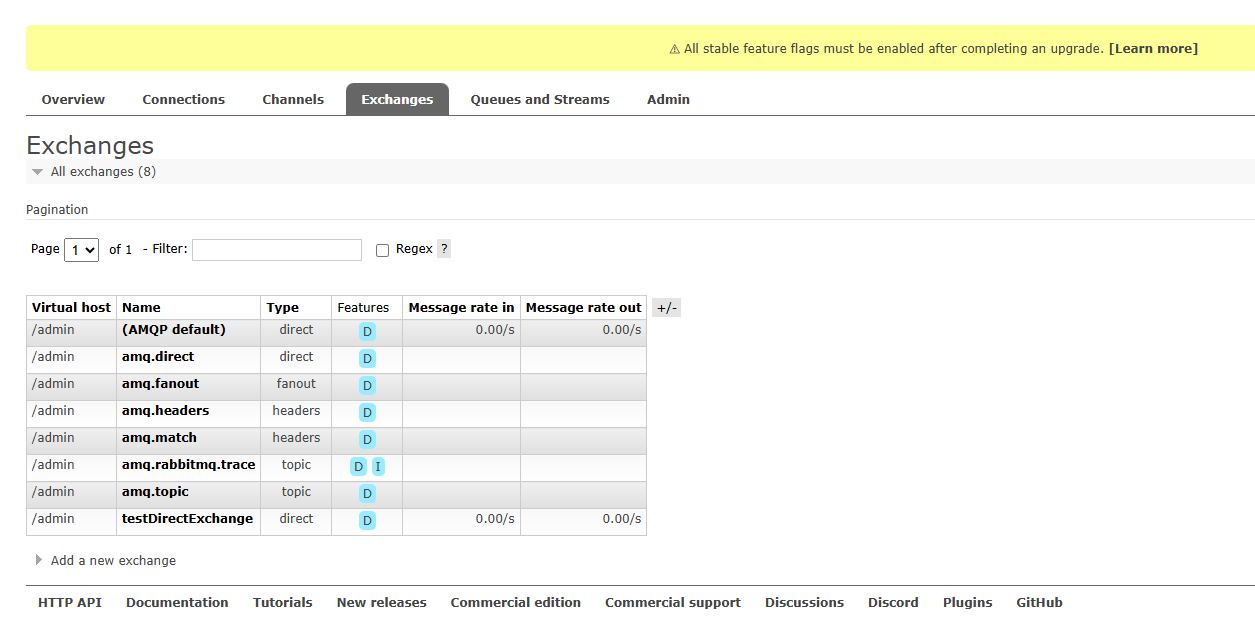 ⚠ All stable feature flags must be enabled after completing an upgrade. [Learn more]
Overview Connections Channels Exchanges Queues and Streams Admin
Exchanges
All exchanges (8)
Pagination
Page 1 of 1 - Filter: Regex ?
Virtual host Name Type Features Message rate in Message rate out +/-
/admin (AMQP default) direct D 0.00/s 0.00/s
/admin amq.direct direct D
/admin amq.fanout fanout D
/admin amq.headers headers D
/admin amq.match headers D
/admin amq.rabbitmq.trace topic D I
/admin amq.topic topic D
/admin testDirectExchange direct D 0.00/s 0.00/s
Add a new exchange
HTTP API Documentation Tutorials New releases Commercial edition Commercial support Discussions Discord Plugins GitHub